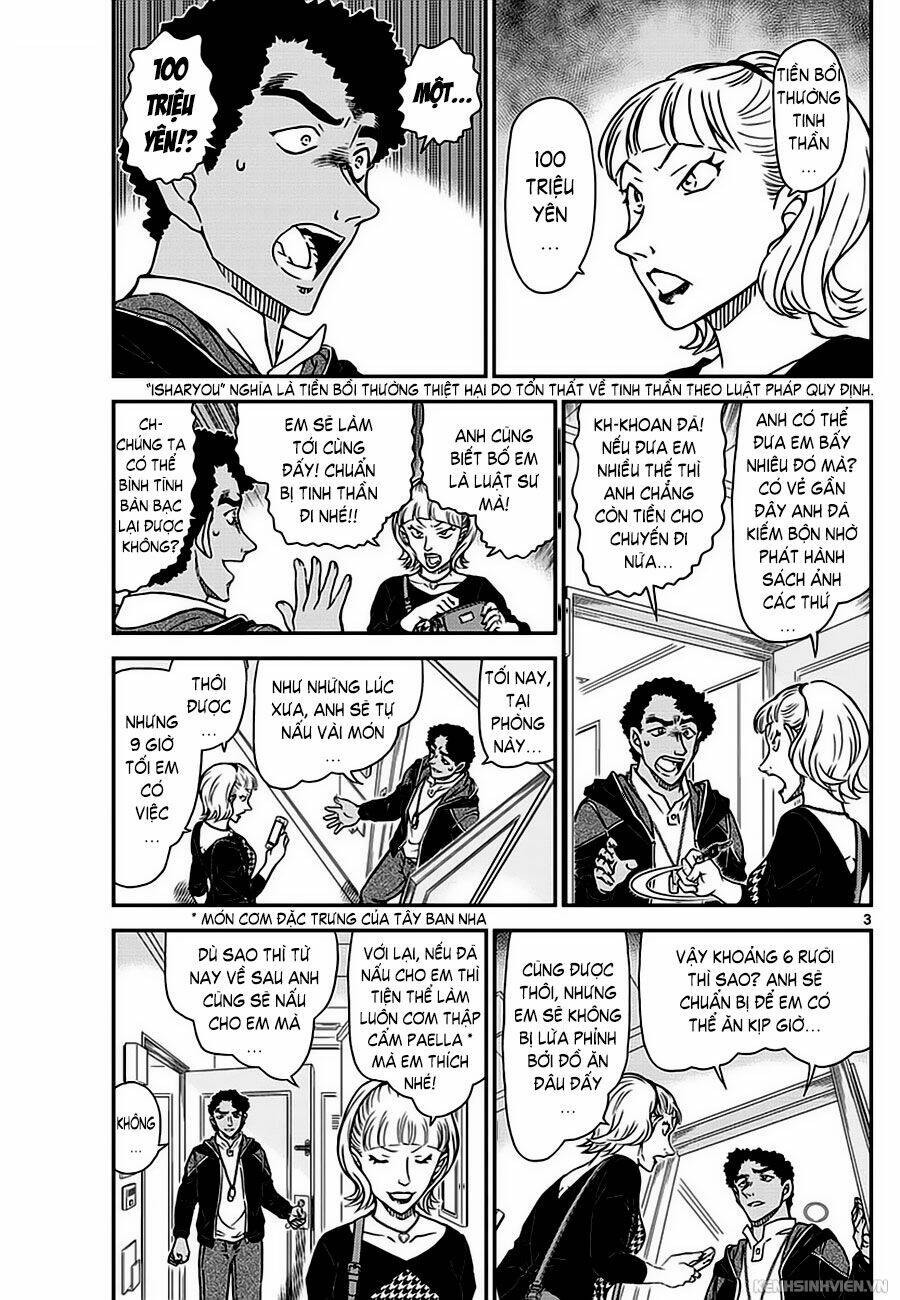 TIỀN BỒI
THƯỜNG
TINH
THẦN
100
TRIỆU
YÊN
...
MỘT...
100
TRIỆU
YÊN!?
"ISHARYOU" NGHĨA LÀ TIỀN BỒI THƯỜNG THIỆT HẠI DO TỔN THẤT VỀ TINH THẦN THEO LUẬT PHÁP QUY ĐỊNH.
ANH CÓ THỂ
ĐƯA EM BẤY
NHIÊU ĐÓ MÀ?
CÓ VẺ GẦN
ĐÂY ANH ĐÃ
KIẾM BỘN NHỜ
PHÁT HÀNH
SÁCH ẢNH
CÁC THỨ
...
KH-KHOAN ĐÃ!
NẾU ĐƯA EM
NHIỀU THẾ THÌ
ANH CHẲNG
CÒN TIỀN CHO
CHUYẾN ĐI
NỮA...
ANH CŨNG
BIẾT BỐ EM
LÀ LUẬT SƯ
MÀ!
EM SẼ LÀM
TỚI CÙNG
ĐẤY! CHUẨN
BỊ TINH THẦN
ĐI NHÉ!!
CH-
CHÚNG TA
CÓ THỂ
BÌNH TĨNH
BÀN BẠC
LẠI ĐƯỢC
KHÔNG?
TỐI NAY,
TẠI
PHÒNG
NÀY...
NHƯ NHỮNG LÚC
XƯA, ANH SẼ TỰ
NẤU VÀI MÓN
...
THÔI
ĐƯỢC
...
NHƯNG
9 GIỜ
TỐI EM
CÓ
VIỆC
...
* MÓN CƠM ĐẶC TRƯNG CỦA TÂY BAN NHA
3
VẬY KHOẢNG 6 RƯỠI
THÌ SAO? ANH SẼ
CHUẨN BỊ ĐỂ EM CÓ
THỂ ĂN KỊP GIỜ...
CŨNG ĐƯỢC
THÔI, NHƯNG
EM SẼ KHÔNG
BỊ LỪA PHỈNH
BỞI ĐỒ ĂN
ĐÂU ĐẤY
...
VỚI LẠI, NẾU ĐÃ
NẤU CHO EM THÌ
TIỆN THỂ LÀM
LUÔN CƠM THẬP
CẨM PAELLA *
MÀ EM THÍCH
NHÉ!
DÙ SAO THÌ TỪ
NAY VỀ SAU ANH
CŨNG SẼ NẤU
CHO EM MÀ
...
KHÔNG
...
KENHSINHVIEN.VN